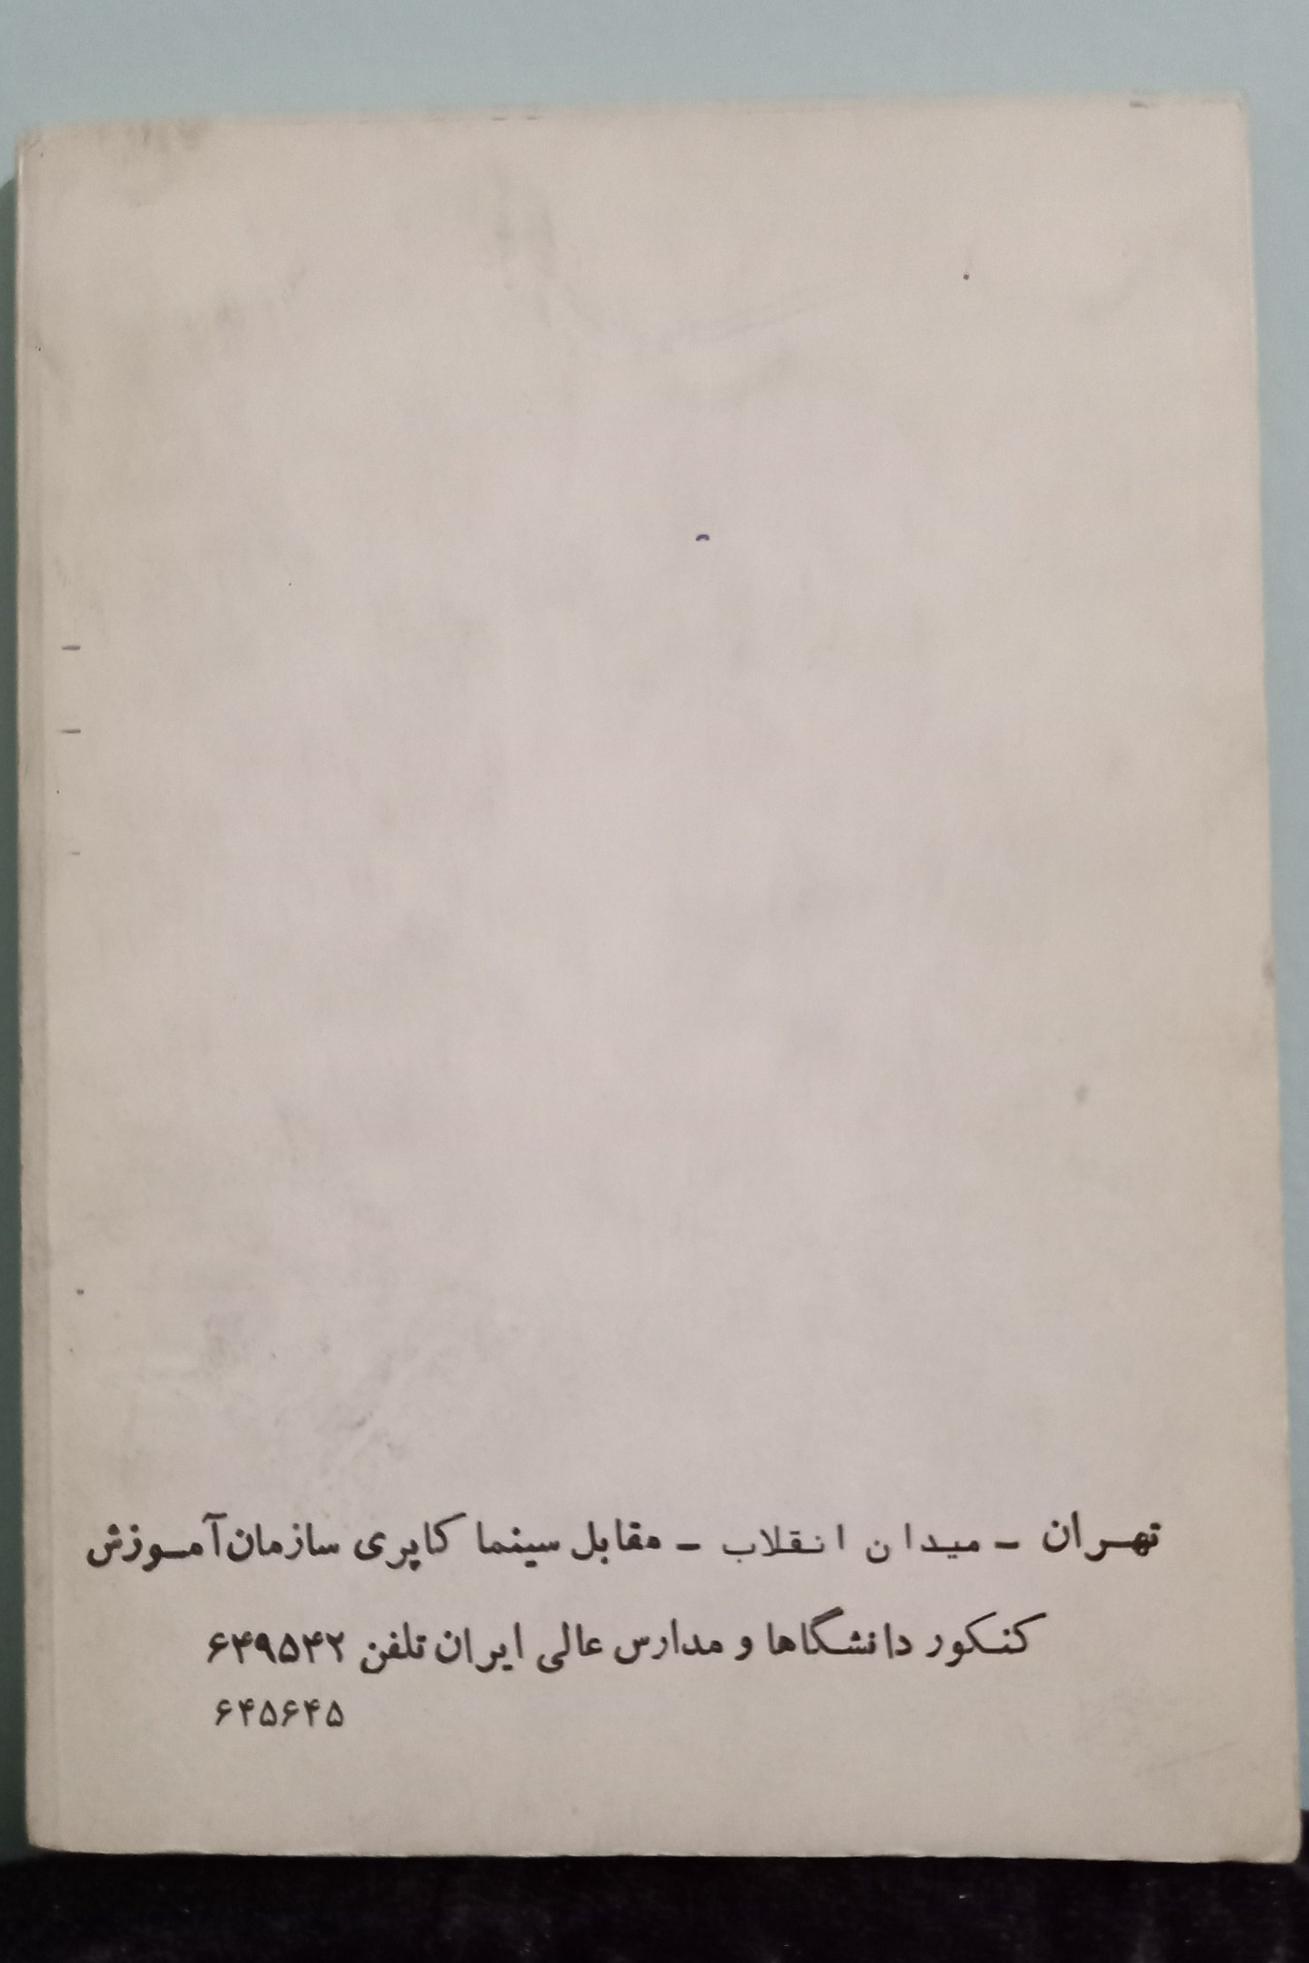 تهران - میدان انقلاب - مقابل سینما کاپری سازمان آموزش
کنکور دانشگاها و مدارس عالی ایران تلفن ۶۴۹۵۴۲
۶۴۵۶۴۵